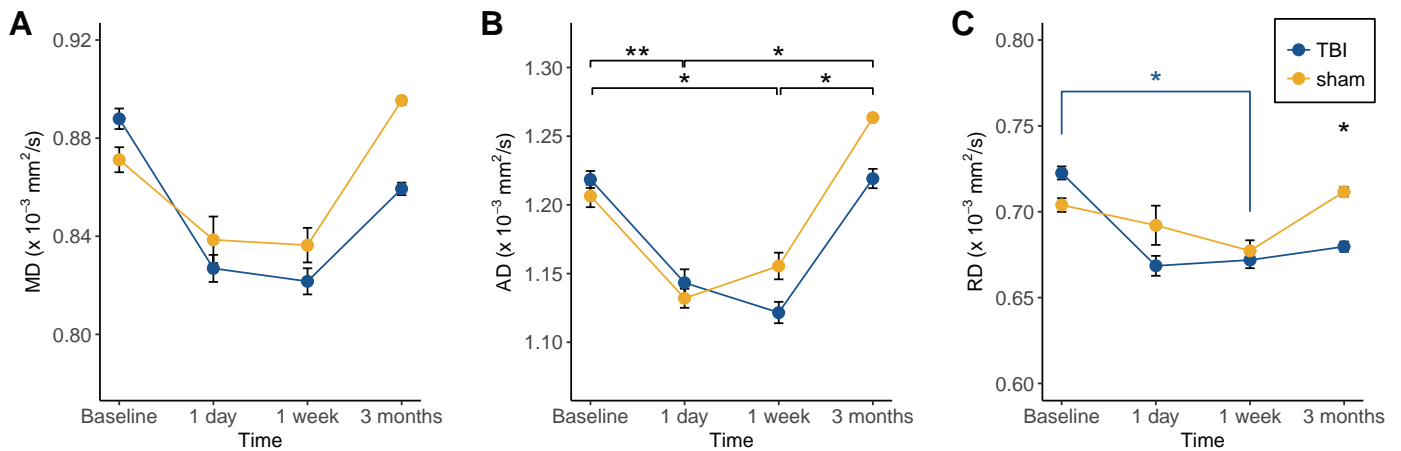 A
MD (x 10⁻³ mm²/s)
0.92
0.88
0.84
0.80
Baseline 1 day 1 week 3 months
Time
B
AD (x 10⁻³ mm²/s)
1.30
1.25
1.20
1.15
1.10
** *
* *
Baseline 1 day 1 week 3 months
Time
C
RD (x 10⁻³ mm²/s)
0.80
0.75
0.70
0.65
0.60
*
*
TBI
sham
Baseline 1 day 1 week 3 months
Time